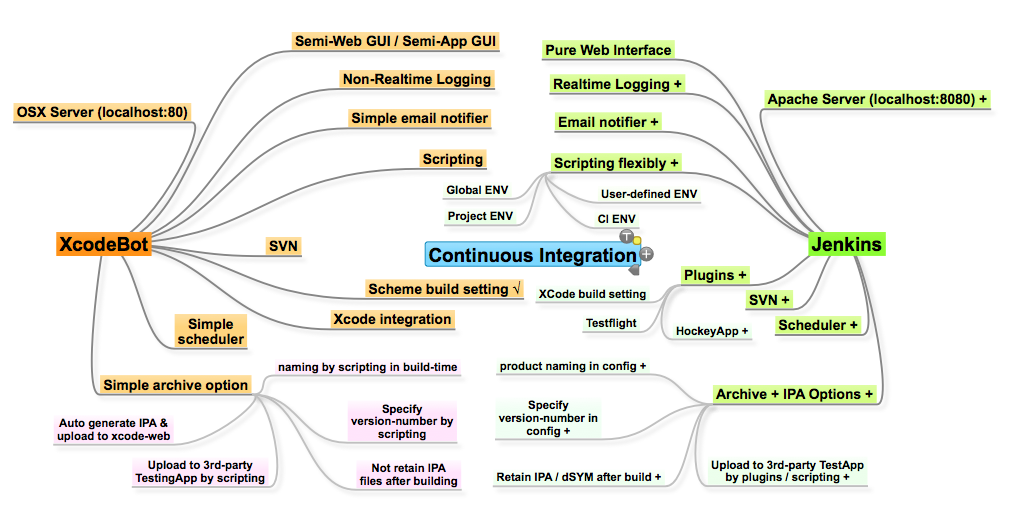 Semi-Web GUI / Semi-App GUI
Non-Realtime Logging
OSX Server (localhost:80)
Simple email notifier
Scripting
XcodeBot
SVN
Scheme build setting √
Xcode integration
Simple
scheduler
Simple archive option
naming by scripting in build-time
Auto generate IPA &
upload to xcode-web
Specify
version-number by
scripting
Upload to 3rd-party
TestingApp by scripting
Not retain IPA
files after building
Continuous Integration
Pure Web Interface
Realtime Logging +
Apache Server (localhost:8080) +
Email notifier +
Scripting flexibly +
Global ENV
User-defined ENV
Project ENV
CI ENV
Jenkins
Plugins +
XCode build setting
Testflight
HockeyApp +
SVN +
Scheduler +
Archive + IPA Options +
product naming in config +
Specify
version-number in
config +
Retain IPA / dSYM after build +
Upload to 3rd-party TestApp
by plugins / scripting +